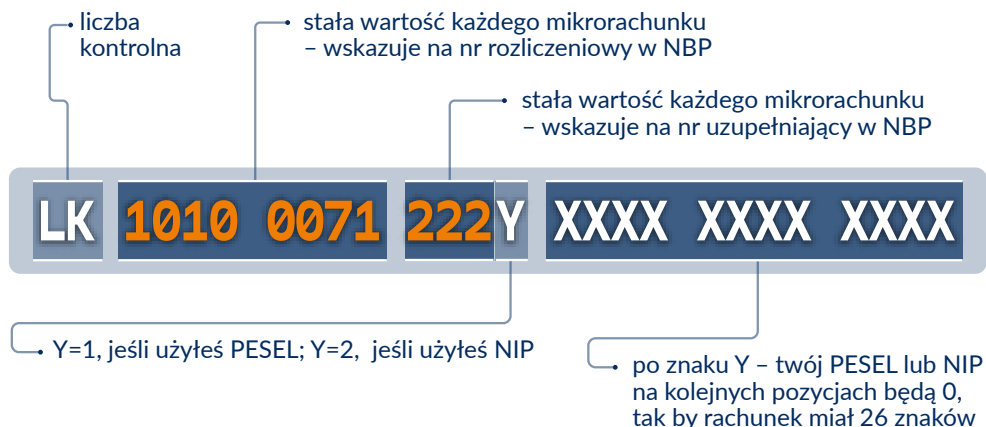 liczba
kontrolna
stała wartość każdego mikrorachunku
– wskazuje na nr rozliczeniowy w NBP
stała wartość każdego mikrorachunku
– wskazuje na nr uzupełniający w NBP
LK 1010 0071 222Y XXXX XXXX XXXX
Y=1, jeśli użyłeś PESEL; Y=2, jeśli użyłeś NIP
po znaku Y – twój PESEL lub NIP
na kolejnych pozycjach będą 0,
tak by rachunek miał 26 znaków